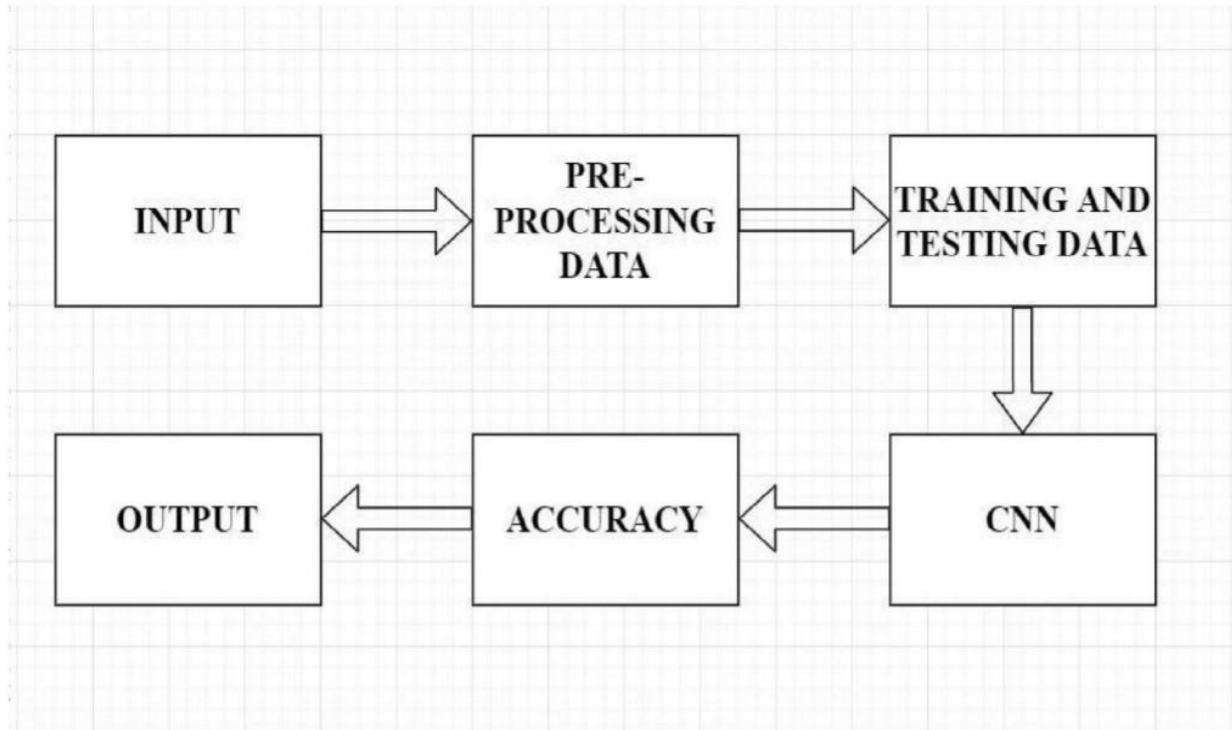 INPUT
PRE-
PROCESSING
DATA
TRAINING AND
TESTING DATA
OUTPUT
ACCURACY
CNN